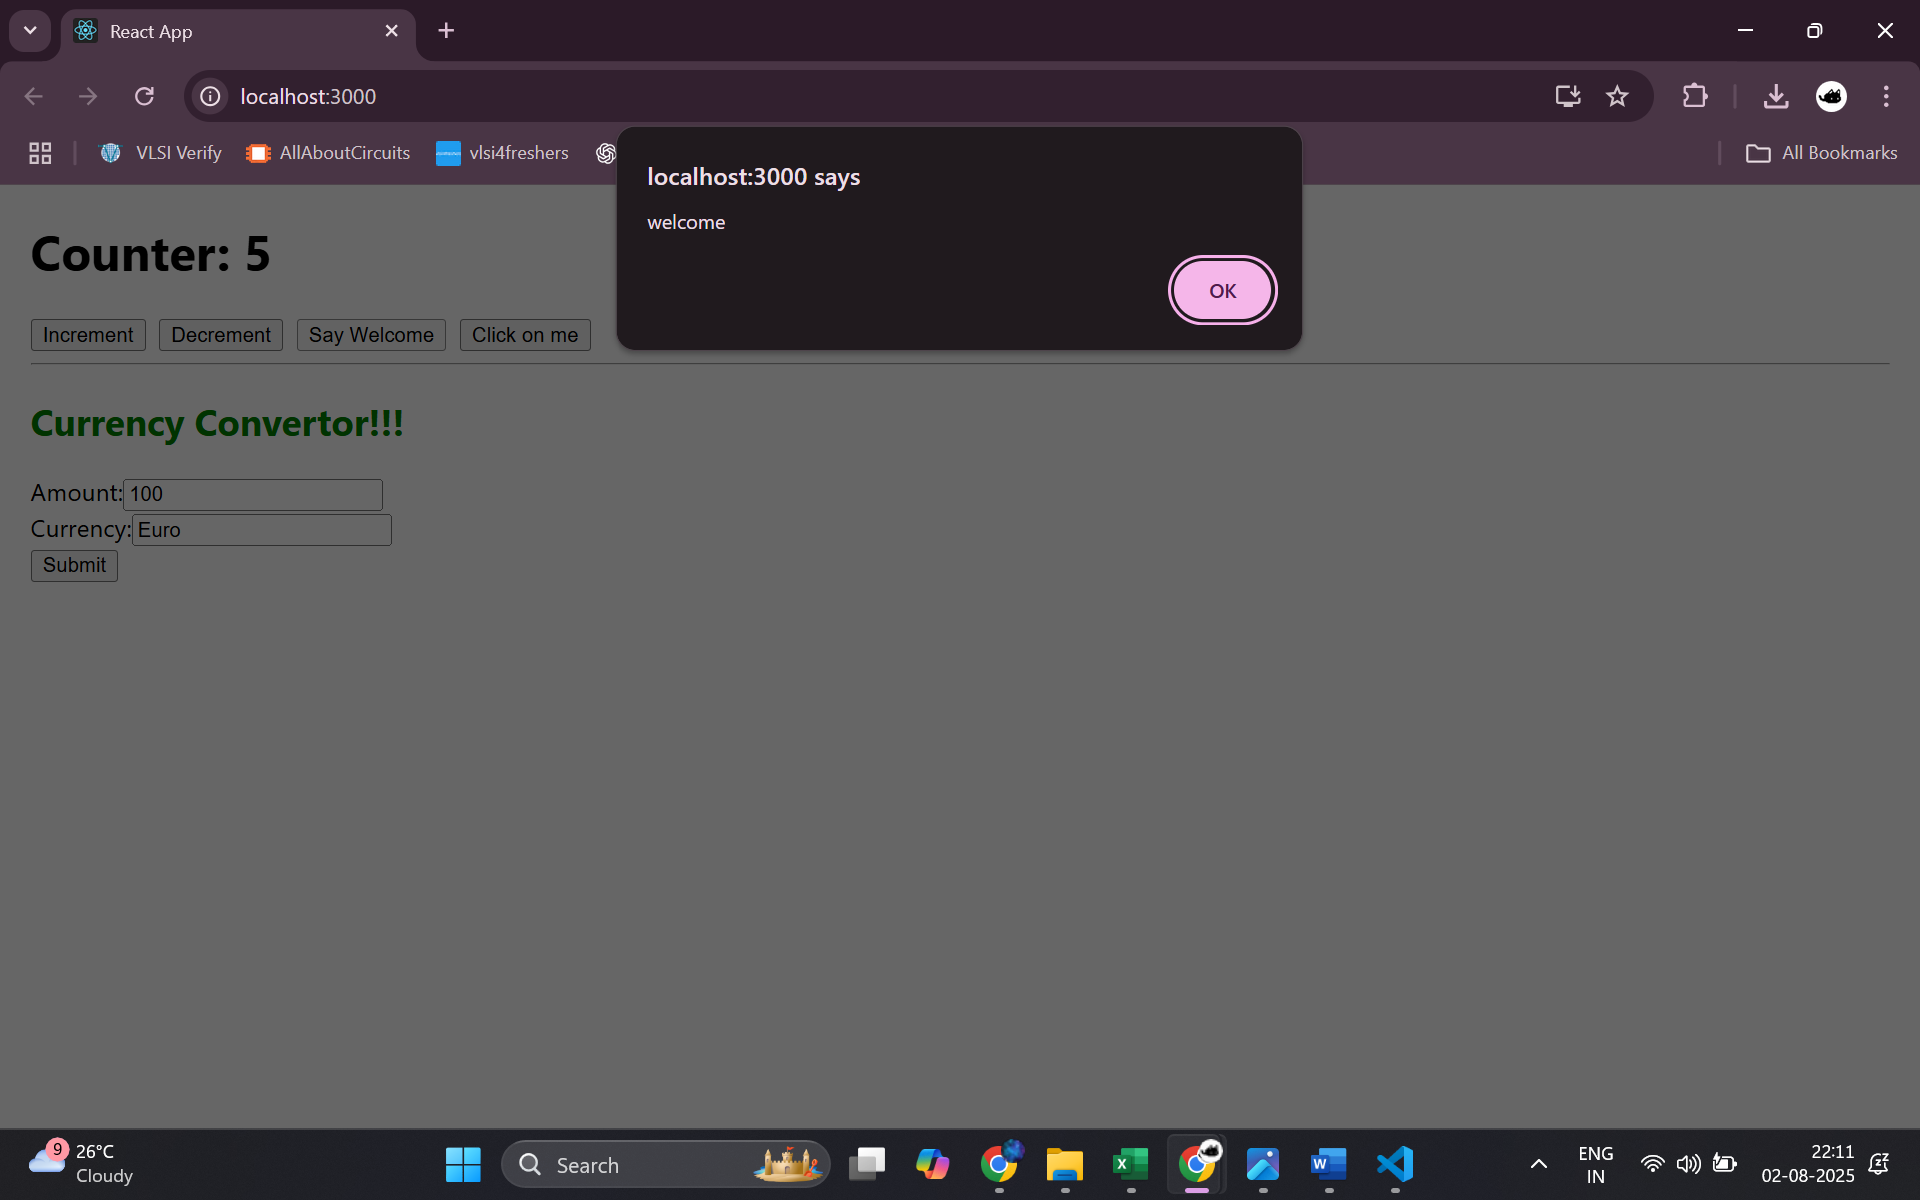 React App
localhost:3000
VLSI Verify
AllAboutCircuits
vlsi4freshers
All Bookmarks
localhost:3000 says
welcome
OK
Counter: 5
Increment
Decrement
Say Welcome
Click on me
Currency Convertor!!!
Amount:100
Currency:Euro
Submit
9
26°C
Cloudy
Search
ENG
IN
22:11
02-08-2025